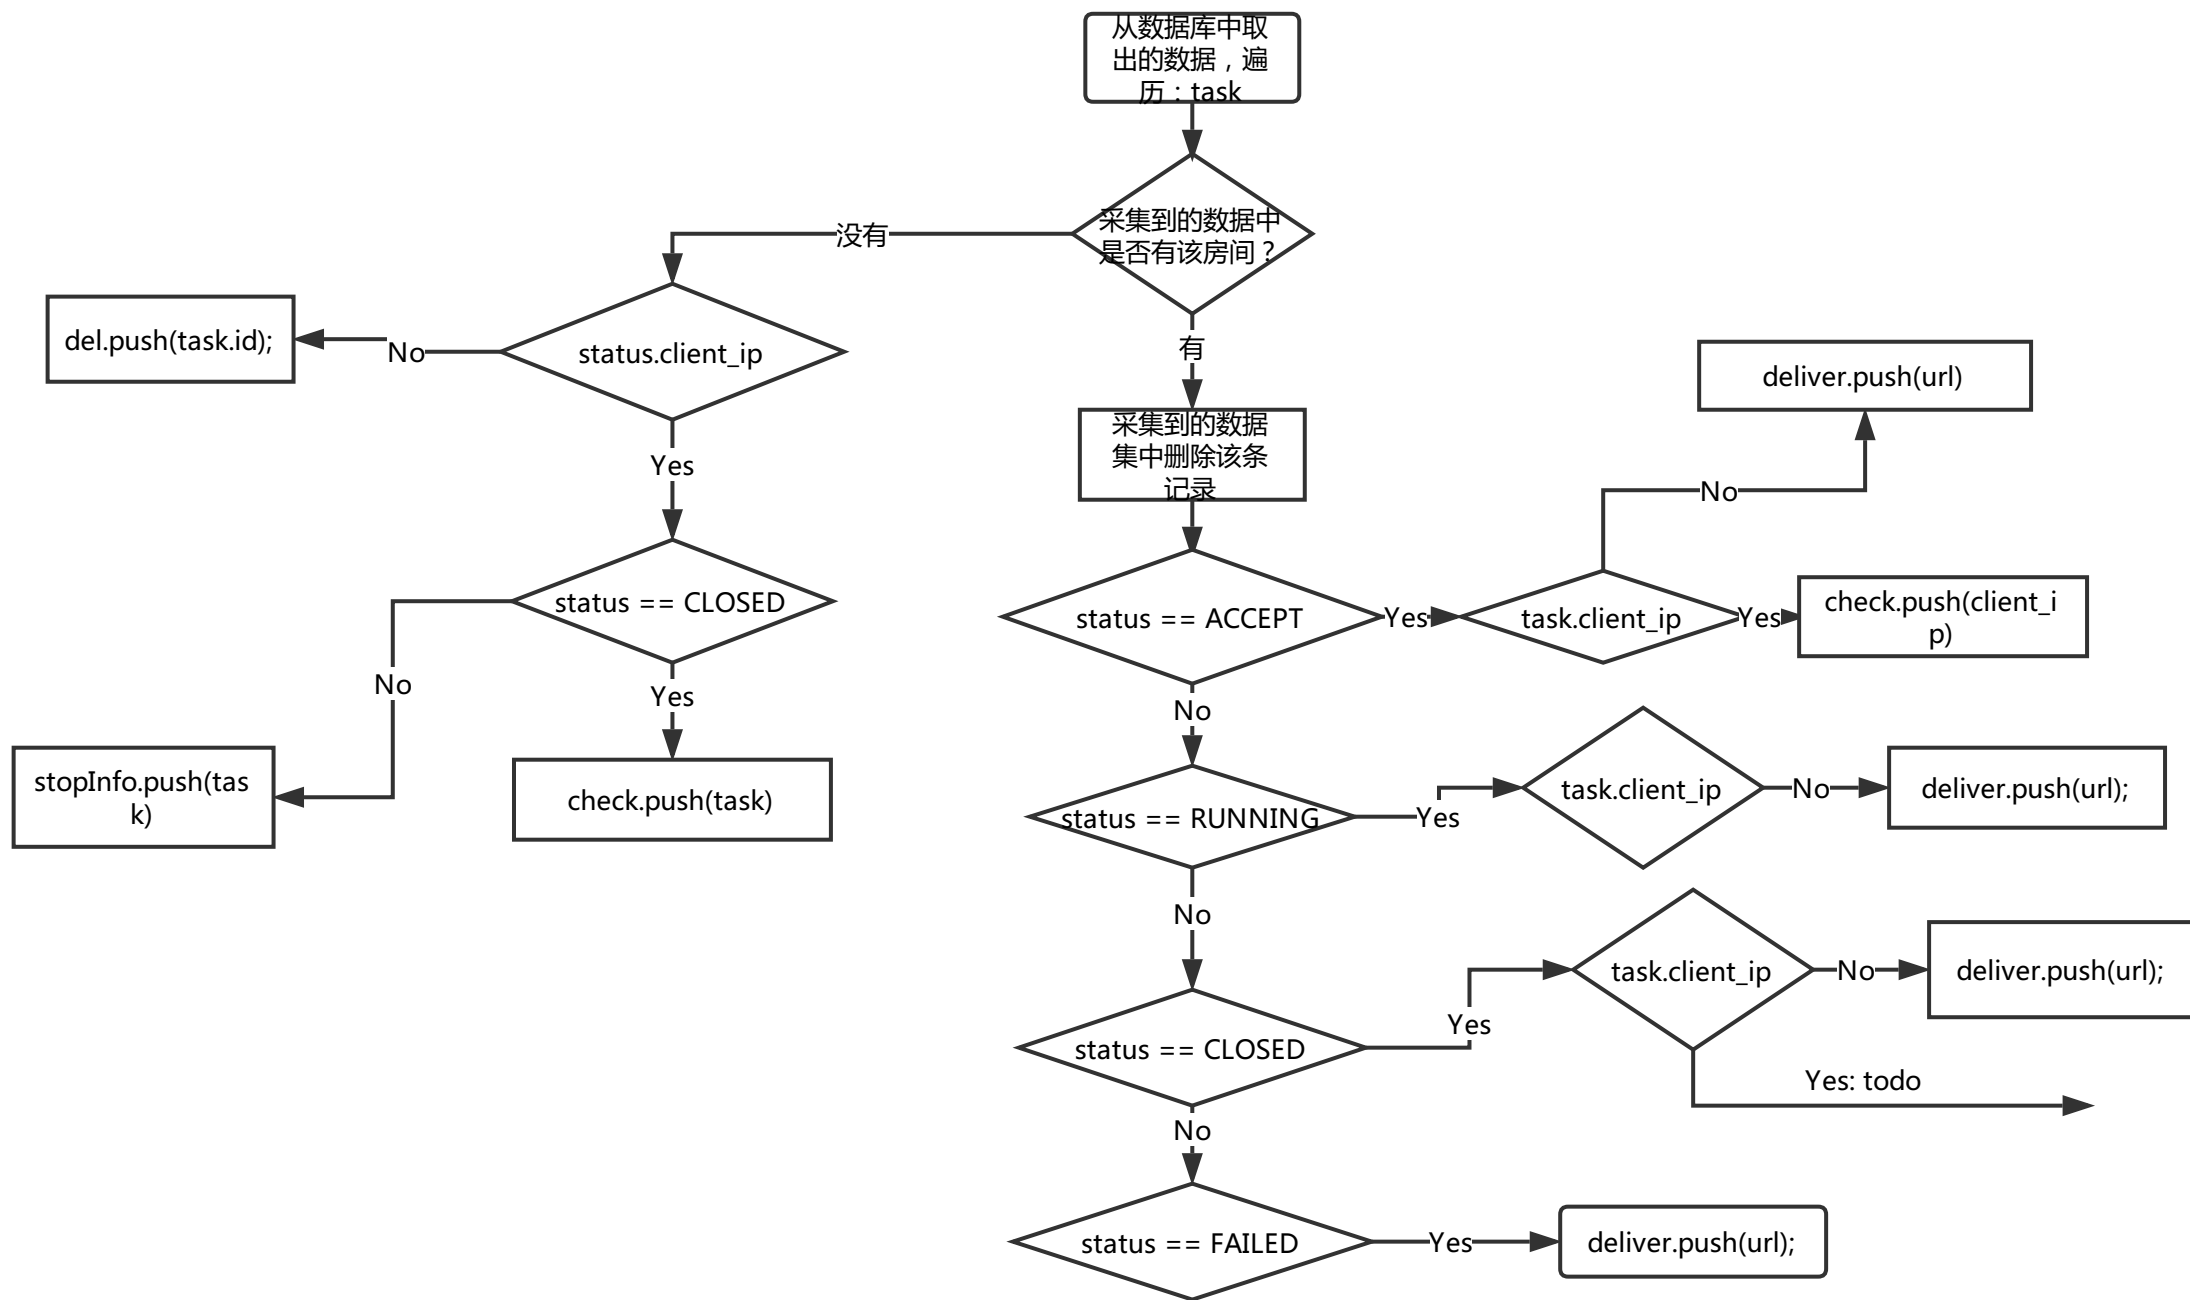 从数据库中取
出的数据，遍
历：task
采集到的数据中
是否有该房间？
没有
有
status.client_ip
No
del.push(task.id);
Yes
status == CLOSED
No
stopInfo.push(tas
k)
Yes
check.push(task)
采集到的数据
集中删除该条
记录
status == ACCEPT
Yes
task.client_ip
No
deliver.push(url)
Yes
check.push(client_i
p)
No
status == RUNNING
Yes
task.client_ip
No
deliver.push(url);
No
status == CLOSED
Yes
task.client_ip
No
deliver.push(url);
Yes: todo
No
status == FAILED
Yes
deliver.push(url);